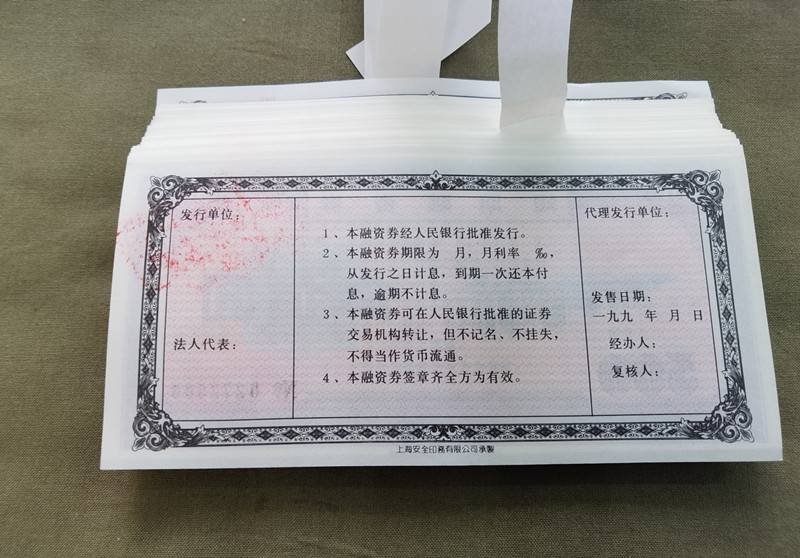 发行单位：
法人代表：
1、本融资券经人民银行批准发行。
2、本融资券期限为 月，月利率 ‰，
从发行之日计息，到期一次还本付
息，逾期不计息。
3、本融资券可在人民银行批准的证券
交易机构转让，但不记名、不挂失，
不得当作货币流通。
4、本融资券签章齐全方为有效。
代理发行单位：
发售日期：
一九九 年 月 日
经办人：
复核人：
上海安全印務有限公司承製